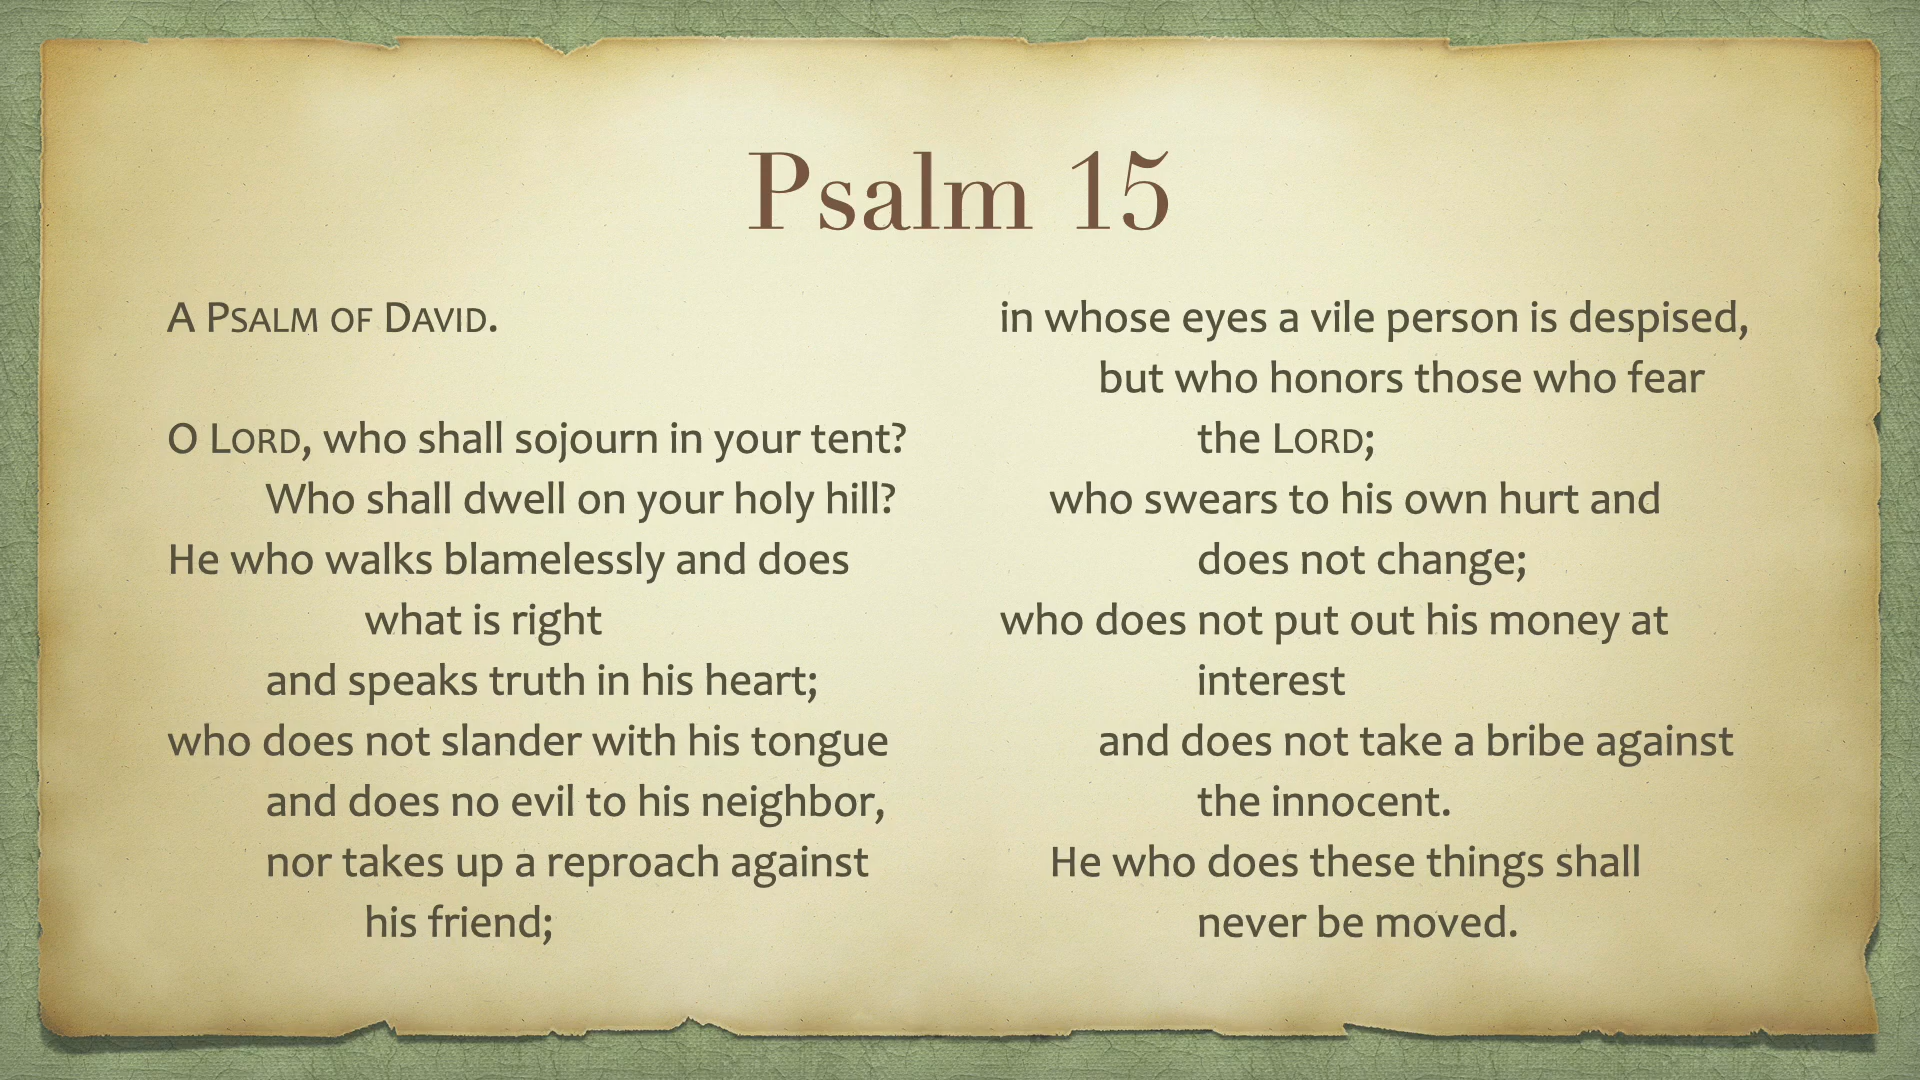 Psalm 15
A PSALM OF DAVID.
O LORD, who shall sojourn in your tent?
Who shall dwell on your holy hill?
He who walks blamelessly and does
what is right
and speaks truth in his heart;
who does not slander with his tongue
and does no evil to his neighbor,
nor takes up a reproach against
his friend;
in whose eyes a vile person is despised,
but who honors those who fear
the LORD;
who swears to his own hurt and
does not change;
who does not put out his money at
interest
and does not take a bribe against
the innocent.
He who does these things shall
never be moved.